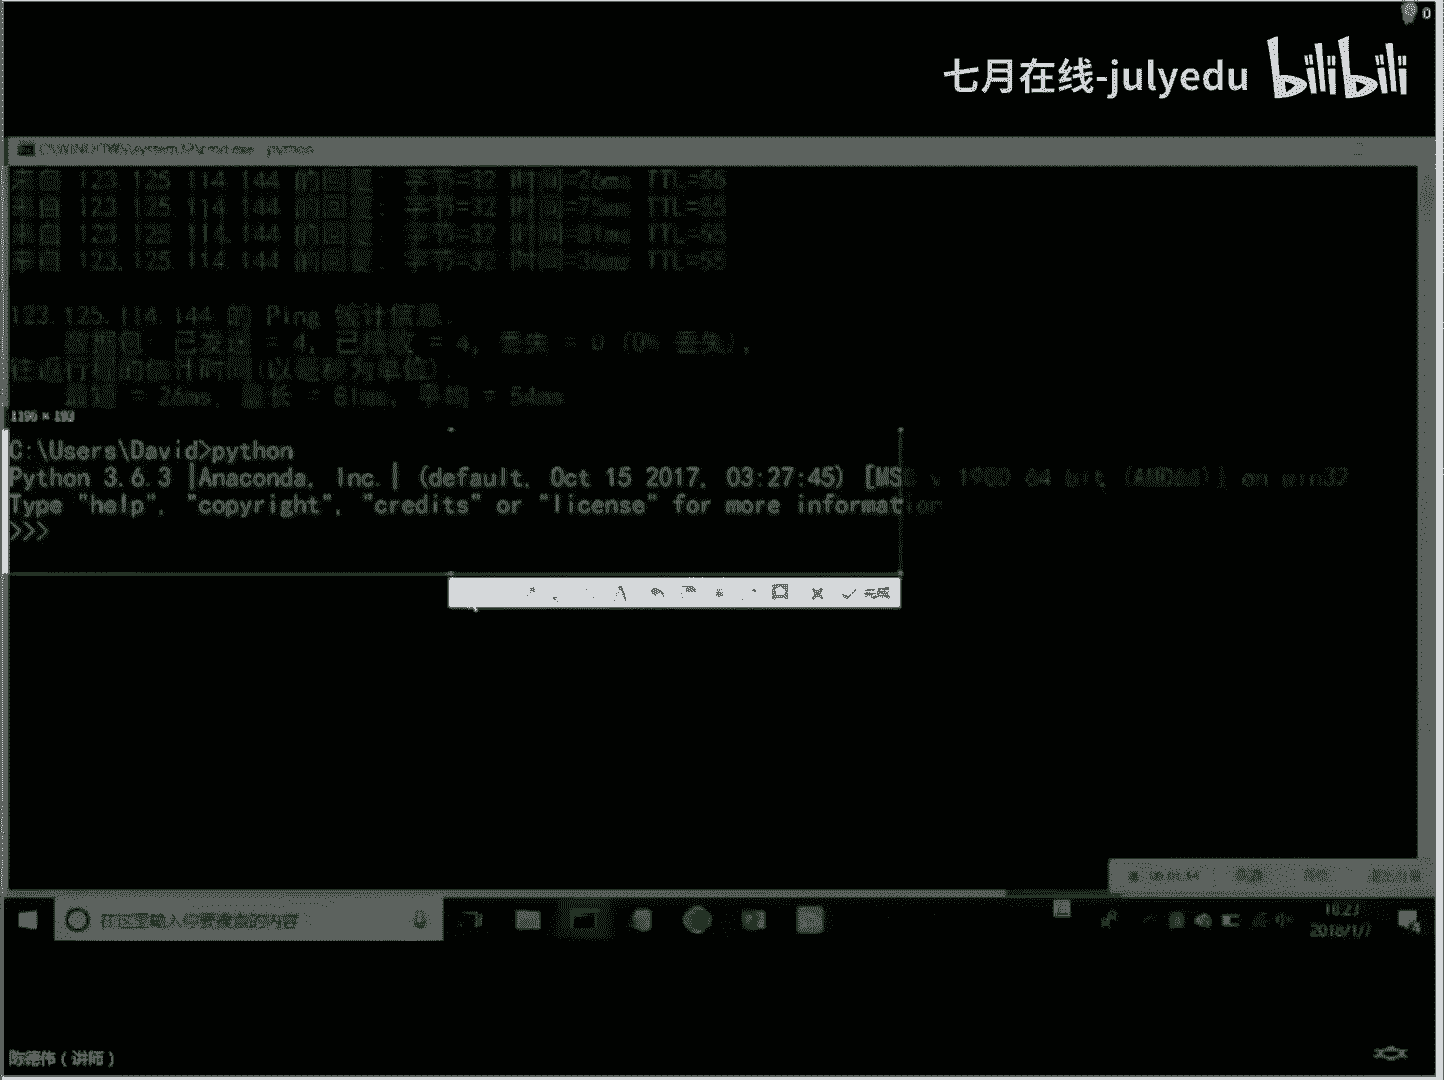 0
七月在线-julyedu bilibili
C:\WINDOWS\system32\cmd.exe - python
来自 123.125.114.144 的回复: 字节=32 时间=26ms TTL=55
来自 123.125.114.144 的回复: 字节=32 时间=75ms TTL=55
来自 123.125.114.144 的回复: 字节=32 时间=81ms TTL=55
来自 123.125.114.144 的回复: 字节=32 时间=36ms TTL=55
123.125.114.144 的 Ping 统计信息:
数据包: 已发送 = 4, 已接收 = 4, 丢失 = 0 (0% 丢失),
往返行程的估计时间(以毫秒为单位):
最短 = 26ms, 最长 = 81ms, 平均 = 54ms
C:\Users\David>python
Python 3.6.3 |Anaconda, Inc.| (default, Oct 15 2017, 03:27:45) [MSC v.1900 64 bit (AMD64)] on win32
Type "help", "copyright", "credits" or "license" for more information
>>>
完成
在这里输入你要搜索的内容
中
2018/1/7
陈德伟（讲师）